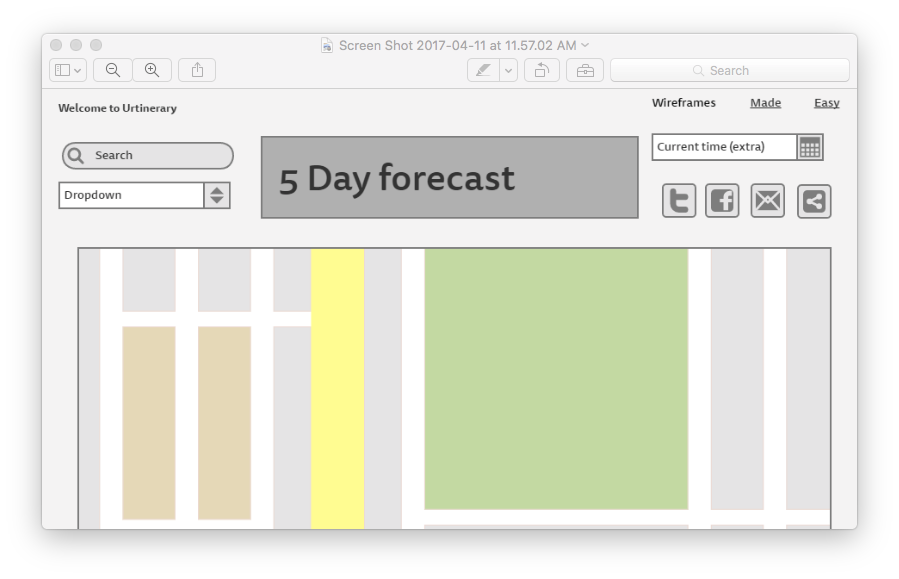 Screen Shot 2017-04-11 at 11.57.02 AM
Search
Welcome to Urtinerary
Wireframes Made Easy
Search
5 Day forecast
Current time (extra)
Dropdown